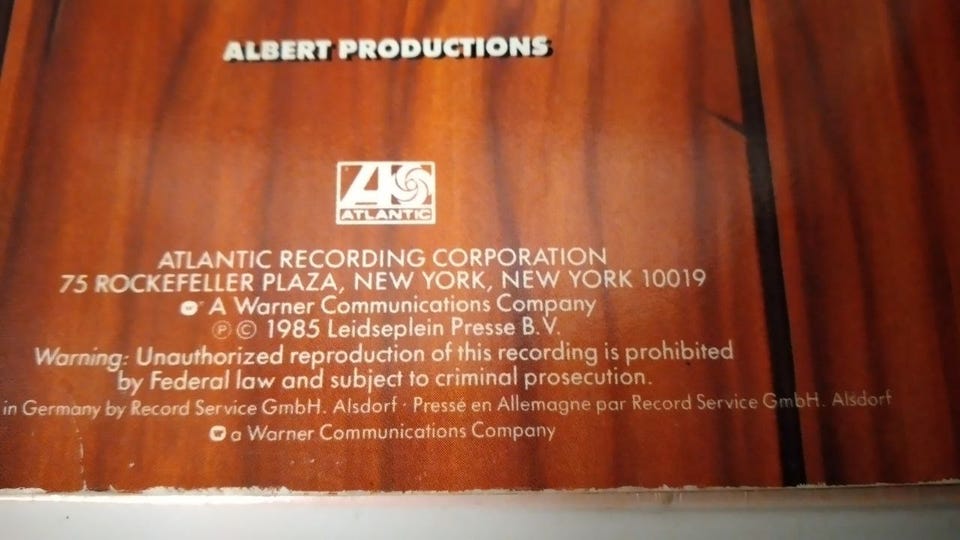 ALBERT PRODUCTIONS
ATLANTIC
ATLANTIC RECORDING CORPORATION
75 ROCKEFELLER PLAZA, NEW YORK, NEW YORK 10019
A Warner Communications Company
℗ © 1985 Leidseplein Presse B.V.
Warning: Unauthorized reproduction of this recording is prohibited
by Federal law and subject to criminal prosecution.
in Germany by Record Service GmbH. Alsdorf · Pressé en Allemagne par Record Service GmbH. Alsdorf
a Warner Communications Company